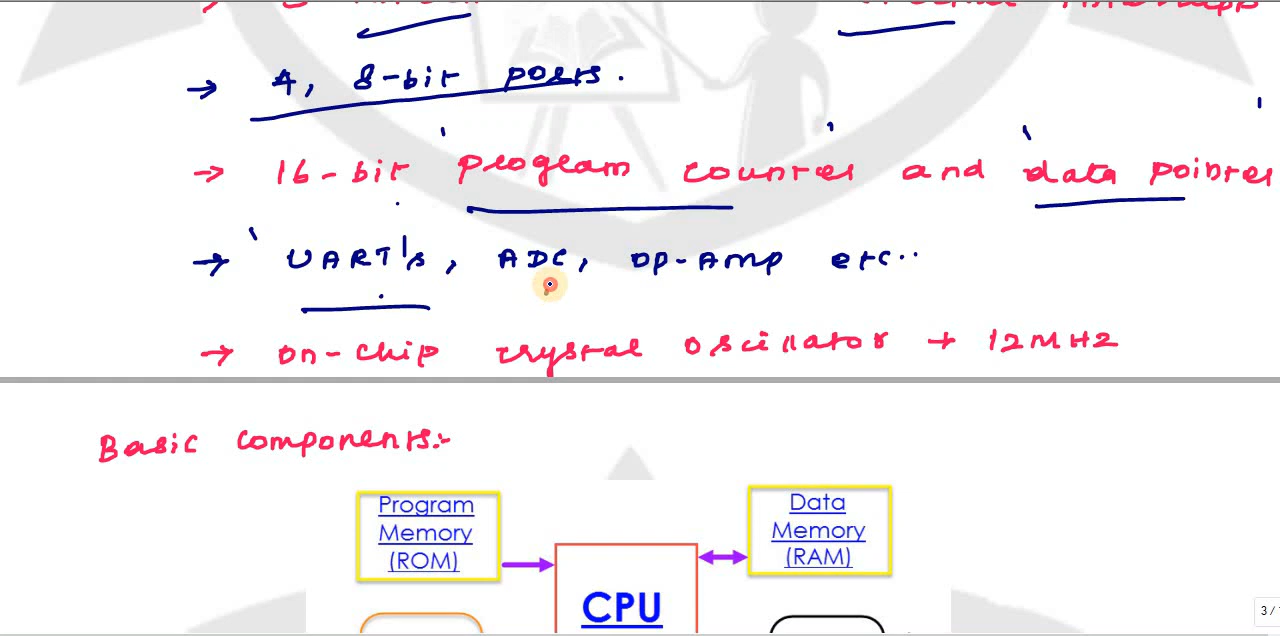 → 4, 8-bit ports.
→ 16-bit program counter and data pointer
→ UART's, ADC, Op-Amp etc..
→ on-chip crystal oscillator → 12MHz
Basic components:-
Program
Memory
(ROM)
Data
Memory
(RAM)
CPU
3 /